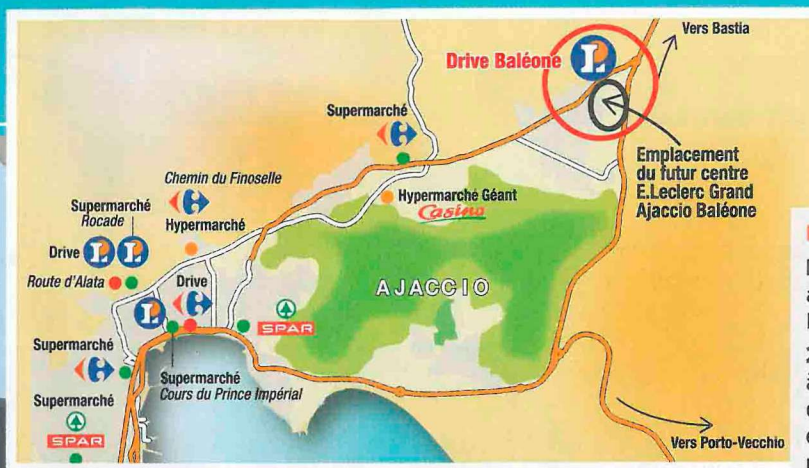 Vers Bastia
Drive Baléone
L
Supermarché
Emplacement
du futur centre
E.Leclerc Grand
Ajaccio Baléone
Chemin du Finoselle
Hypermarché
Supermarché
Rocade
Drive
L
L
Route d'Alata
Hypermarché Géant
Casino
AJACCIO
Drive
L
SPAR
Supermarché
Supermarché
Cours du Prince Impérial
Supermarché
SPAR
Vers Porto-Vecchio